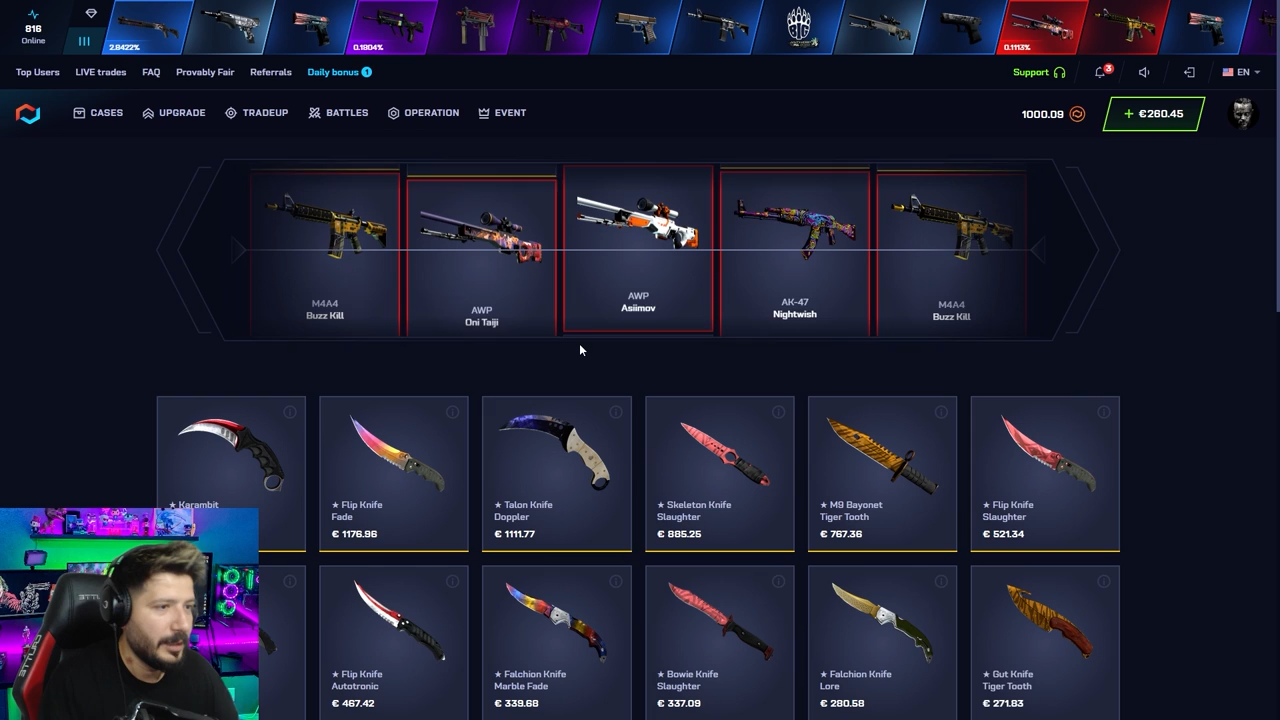 816
Online
2.8422%
0.1804%
0.1113%
Top Users
LIVE trades
FAQ
Provably Fair
Referrals
Daily bonus 1
Support
3
EN
CASES
UPGRADE
TRADEUP
BATTLES
OPERATION
EVENT
1000.09
+ €260.45
M4A4
Buzz Kill
AWP
Oni Taiji
AWP
Asiimov
AK-47
Nightwish
M4A4
Buzz Kill
★ Karambit
★ Flip Knife
Fade
€ 1176.96
★ Talon Knife
Doppler
€ 1111.77
★ Skeleton Knife
Slaughter
€ 885.25
★ M9 Bayonet
Tiger Tooth
€ 767.36
★ Flip Knife
Slaughter
€ 521.34
★ Flip Knife
Autotronic
€ 467.42
★ Falchion Knife
Marble Fade
€ 339.68
★ Bowie Knife
Slaughter
€ 337.09
★ Falchion Knife
Lore
€ 280.58
★ Gut Knife
Tiger Tooth
€ 271.83